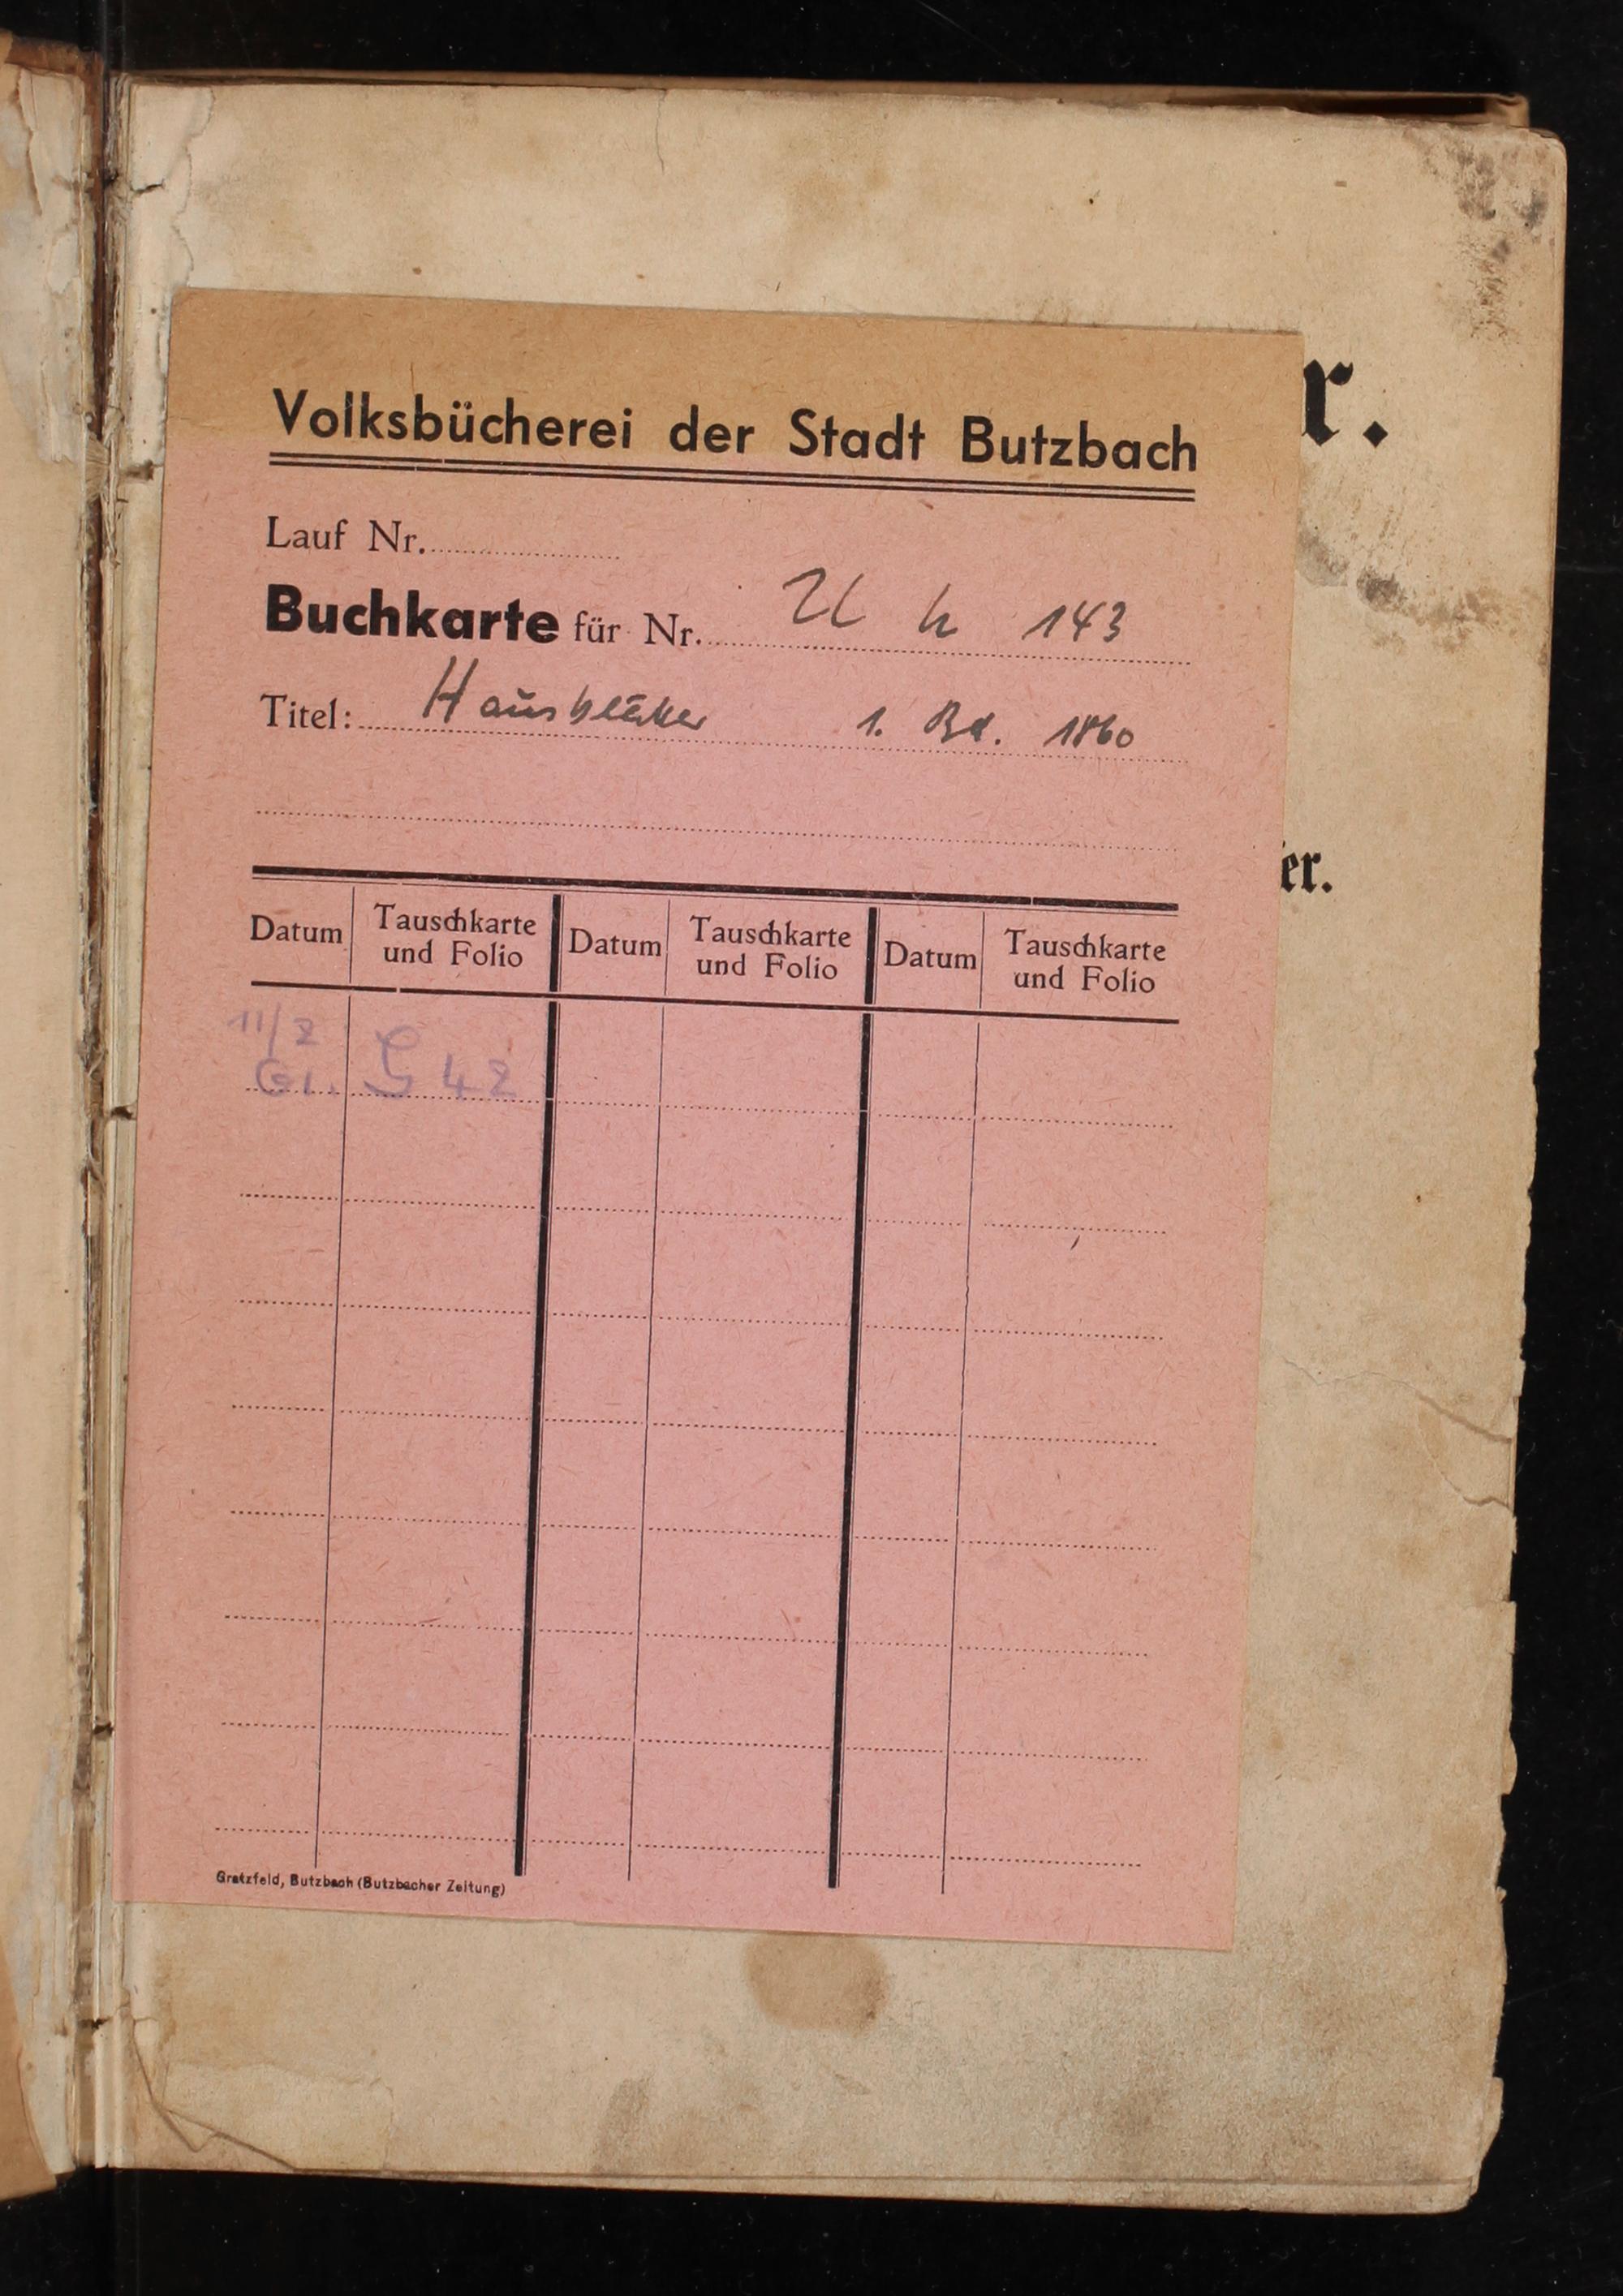 r.
Volksbücherei der Stadt Butzbach
Lauf Nr.
Buchkarte für Nr. U h 143
Titel: Hausblätter 1. Bd. 1860
er.
Datum Tauschkarte und Folio Datum Tauschkarte und Folio Datum Tauschkarte und Folio
11/2
G 42
Gratzfeld, Butzbach (Butzbacher Zeitung)